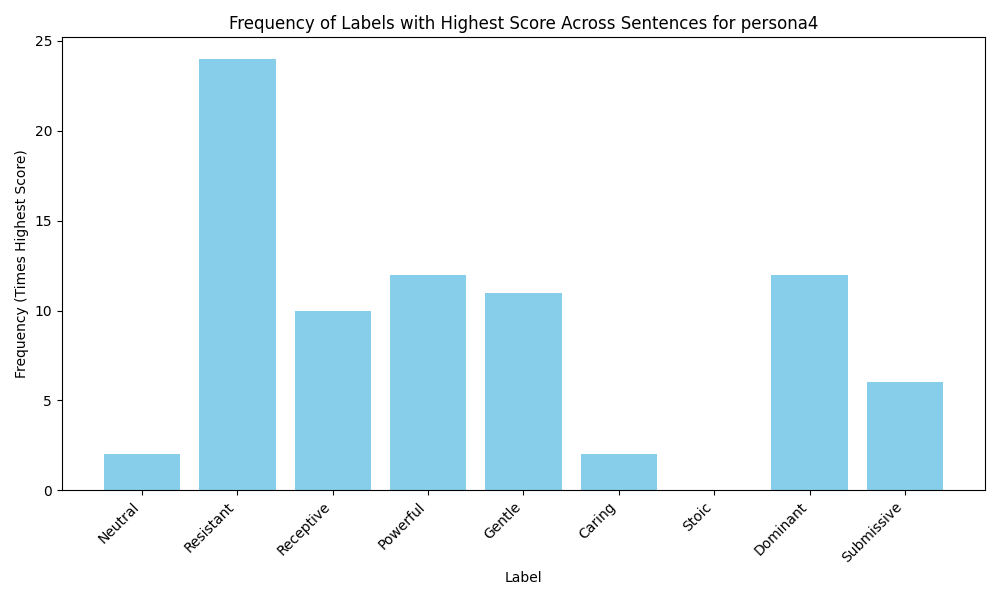 Frequency of Labels with Highest Score Across Sentences for persona4
Frequency (Times Highest Score)
25
20
15
10
5
0
Neutral
Resistant
Receptive
Powerful
Gentle
Caring
Stoic
Dominant
Submissive
Label